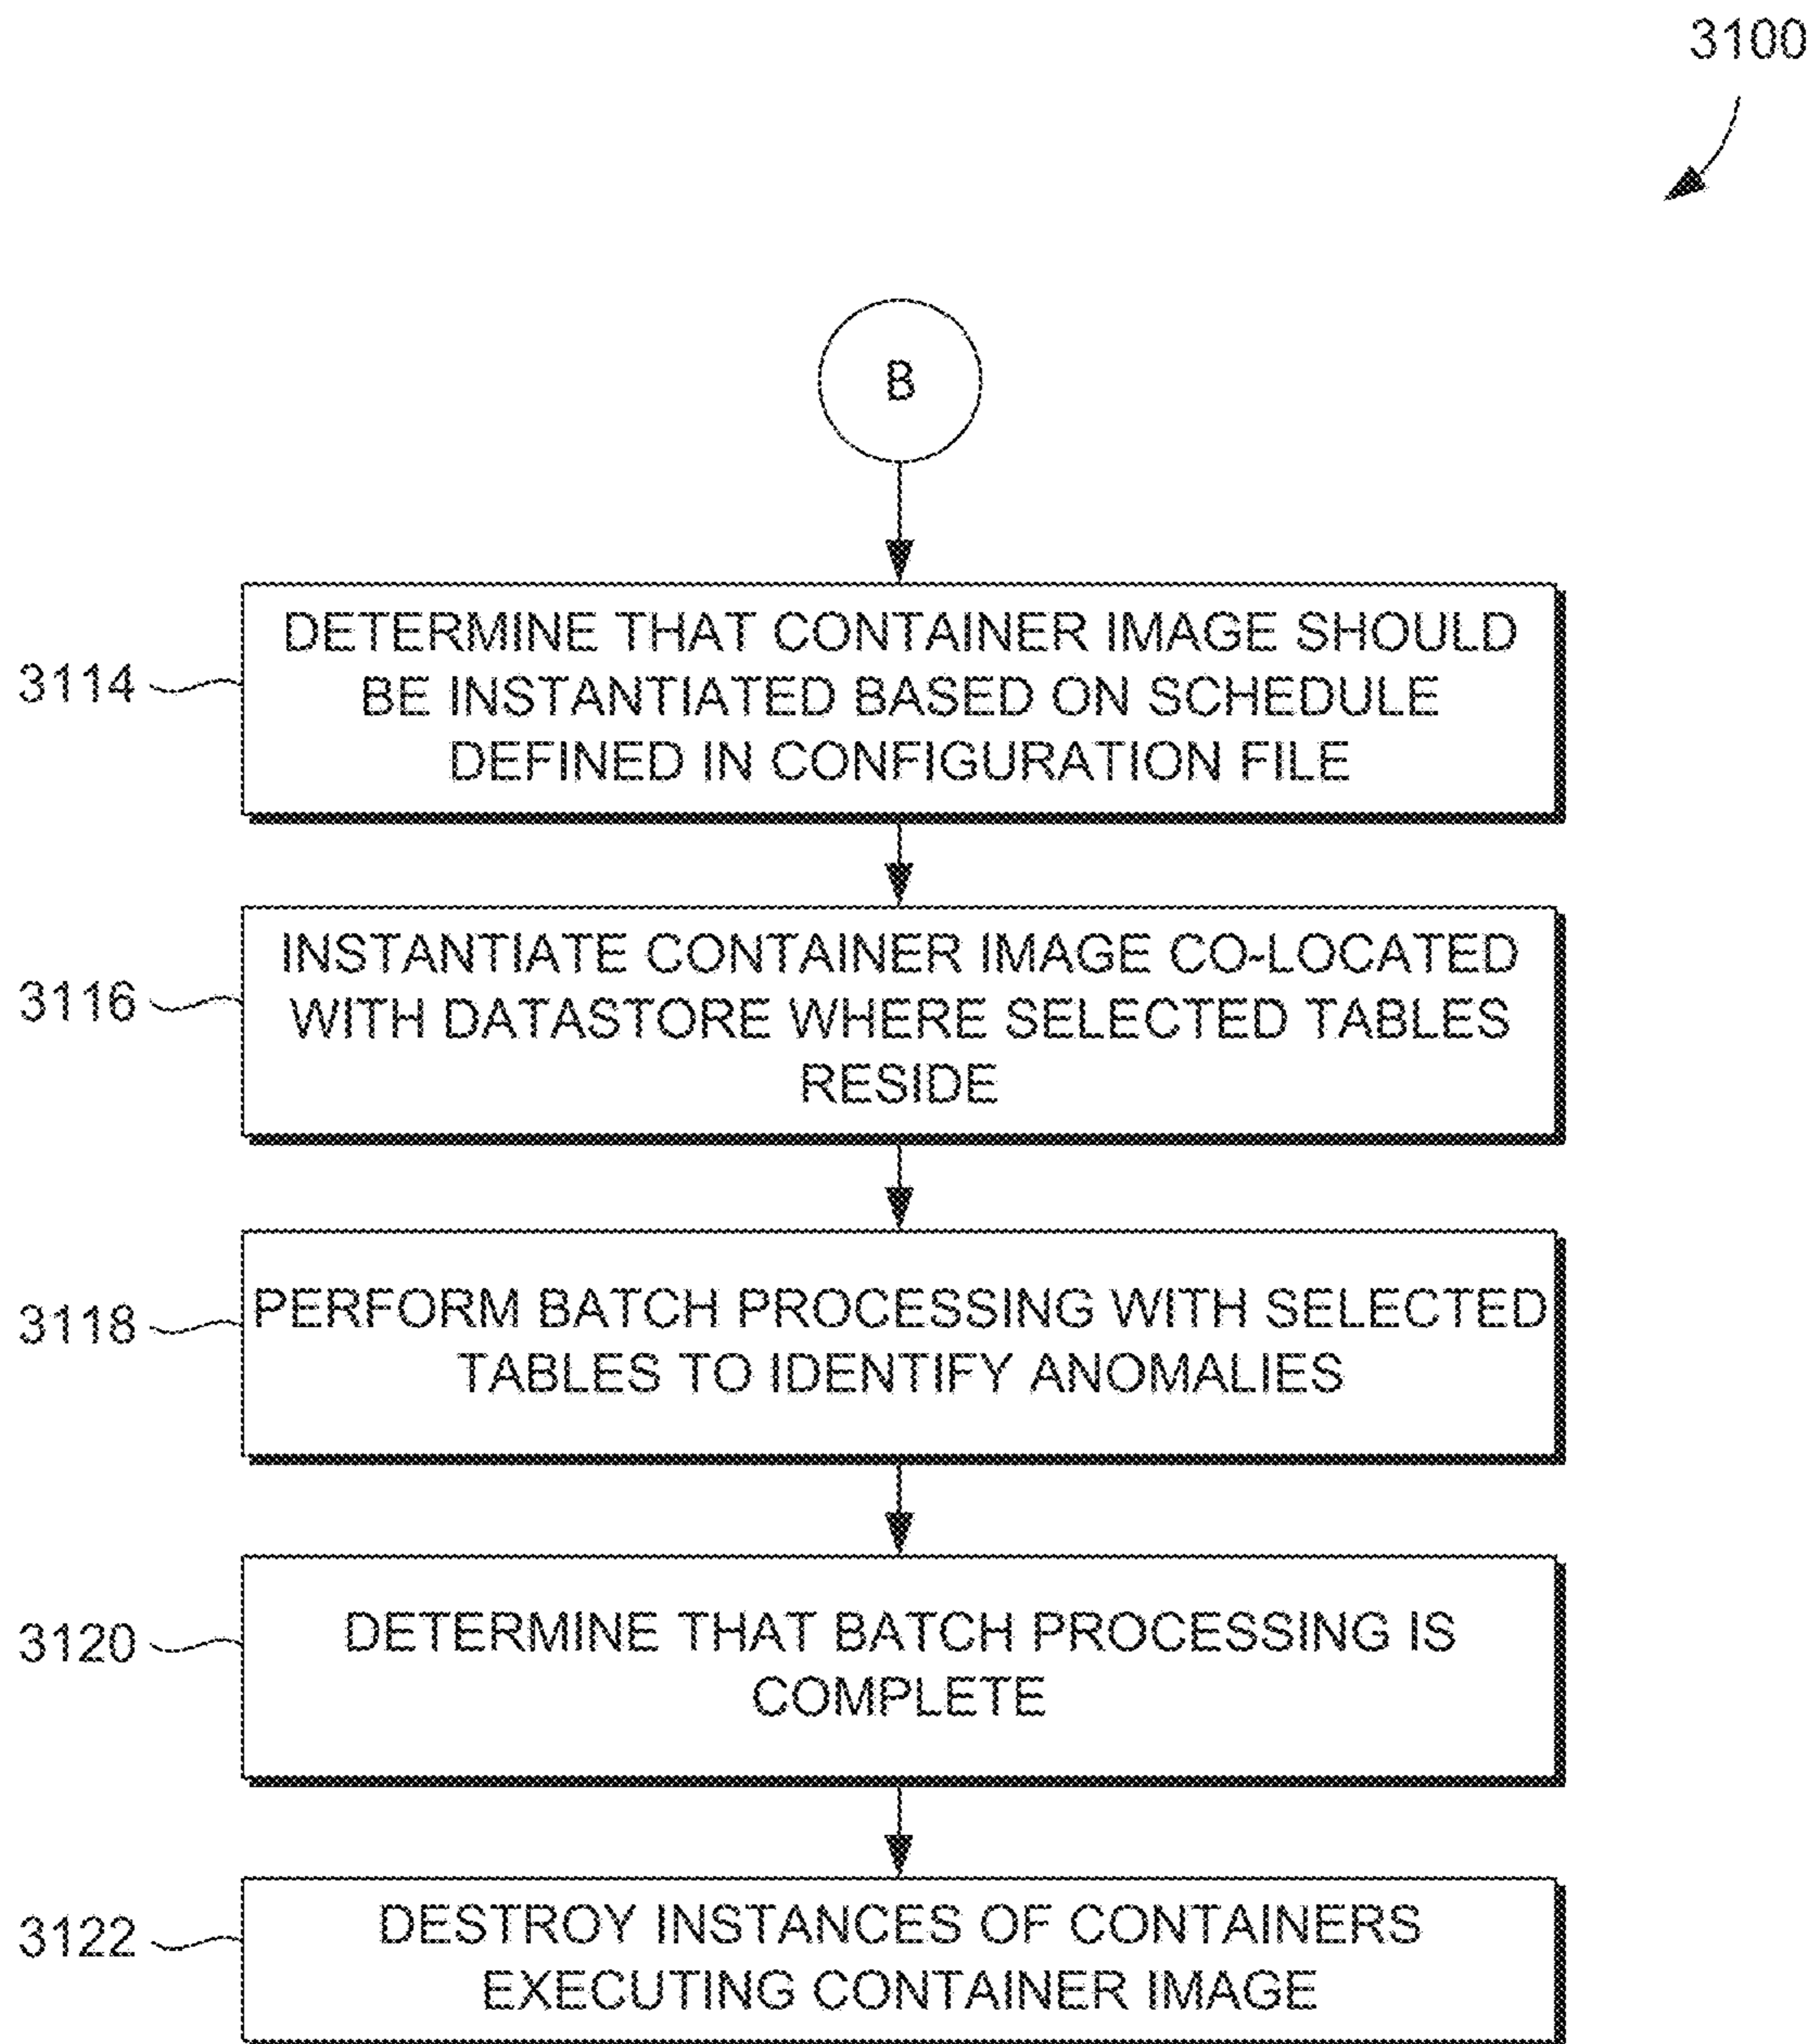 3100
B
3114
DETERMINE THAT CONTAINER IMAGE SHOULD
BE INSTANTIATED BASED ON SCHEDULE
DEFINED IN CONFIGURATION FILE
3116
INSTANTIATE CONTAINER IMAGE CO-LOCATED
WITH DATASTORE WHERE SELECTED TABLES
RESIDE
3118
PERFORM BATCH PROCESSING WITH SELECTED
TABLES TO IDENTIFY ANOMALIES
3120
DETERMINE THAT BATCH PROCESSING IS
COMPLETE
3122
DESTROY INSTANCES OF CONTAINERS
EXECUTING CONTAINER IMAGE